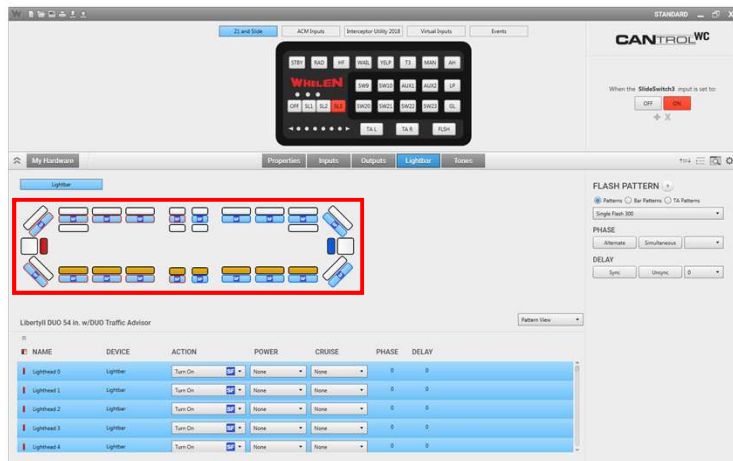 STANDARD
21 and Slide
ACM Inputs
Interceptor Utility 2018
Virtual Inputs
Events
CANTROL WC
STBY RAD HF WAIL YELP T3 MAN AH
WHELEN
SW9 SW10 AUX1 AUX2 LP
OFF SL1 SL2 SL3 SW20 SW21 SW22 SW23 GL
TA L TA R FLSH
When the SlideSwitch3 input is set to:
OFF ON
My Hardware
Properties Inputs Outputs Lightbar Tones
Lightbar
FLASH PATTERN
Patterns Bar Patterns TA Patterns
Single Flash 300
PHASE
Alternate Simultaneous
DELAY
Sync Unsync 0
LibertyII DUO 54 in. w/DUO Traffic Advisor
Pattern View
NAME DEVICE ACTION POWER CRUISE PHASE DELAY
Lighthead 0 Lightbar Turn On SF None None 0 0
Lighthead 1 Lightbar Turn On SF None None 0 0
Lighthead 2 Lightbar Turn On SF None None 0 0
Lighthead 3 Lightbar Turn On SF None None 0 0
Lighthead 4 Lightbar Turn On SF None None 0 0